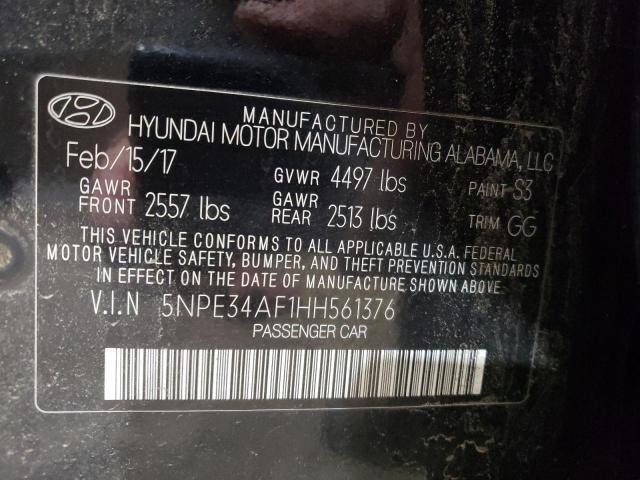 MANUFACTURED BY
HYUNDAI MOTOR MANUFACTURING ALABAMA, LLC
Feb/15/17 GVWR 4497 lbs PAINT S3
GAWR FRONT 2557 lbs GAWR REAR 2513 lbs TRIM GG
THIS VEHICLE CONFORMS TO ALL APPLICABLE U.S.A. FEDERAL
MOTOR VEHICLE SAFETY, BUMPER, AND THEFT PREVENTION STANDARDS
IN EFFECT ON THE DATE OF MANUFACTURE SHOWN ABOVE.
V.I.N 5NPE34AF1HH561376
PASSENGER CAR